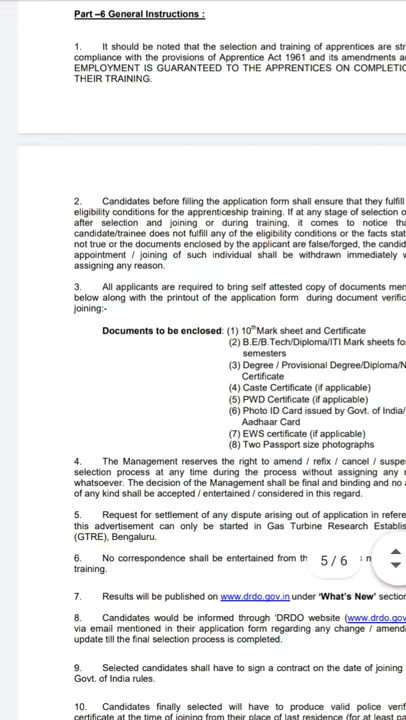 Part –6 General Instructions :
1. It should be noted that the selection and training of apprentices are
compliance with the provisions of Apprentice Act 1961 and its amendments
EMPLOYMENT IS GUARANTEED TO THE APPRENTICES ON
THEIR TRAINING.
2. Candidates before filling the application form shall ensure that they fulfill
eligibility conditions for the apprenticeship training. If at any stage of selection
after selection and joining or during training, it comes to notice
candidate/trainee does not fulfill any of the eligibility conditions or the facts
not true or the documents enclosed by the applicant are false/forged, the
appointment / joining of such individual shall be withdrawn immediately
assigning any reason.
3. All applicants are required to bring self attested copy of documents
below along with the printout of the application form during document
joining:-
Documents to be enclosed: (1) 10th Mark sheet and Certificate
(2) B.E/B.Tech/Diploma/ITI Mark sheets
semesters
(3) Degree / Provisional Degree/Diploma/
Certificate
(4) Caste Certificate (if applicable)
(5) PWD Certificate (if applicable)
(6) Photo ID Card issued by Govt. of India/
Aadhaar Card
(7) EWS certificate (if applicable)
(8) Two Passport size photographs
4. The Management reserves the right to amend / refix / cancel /
selection process at any time during the process without assigning any
whatsoever. The decision of the Management shall be final and binding and no
of any kind shall be accepted / entertained / considered in this regard.
5. Request for settlement of any dispute arising out of application in
this advertisement can only be started in Gas Turbine Research
(GTRE), Bengaluru.
6. No correspondence shall be entertained from
training.
5 / 6
7. Results will be published on www.drdo.gov.in under 'What's New'
8. Candidates would be informed through 'DRDO website (www.drdo.gov
via email mentioned in their application form regarding any change /
update till the final selection process is completed.
9. Selected candidates shall have to sign a contract on the date of joining
Govt. of India rules.
10. Candidates finally selected will have to produce valid police
certificate at the time of joining from their place of last residence (for at least